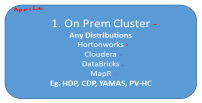 1. On Prem Cluster
Any Distributions
Hortonworks
Cloudera
DataBricks
MapR
Eg: HDP, CDP, YAMAS, PV-HC